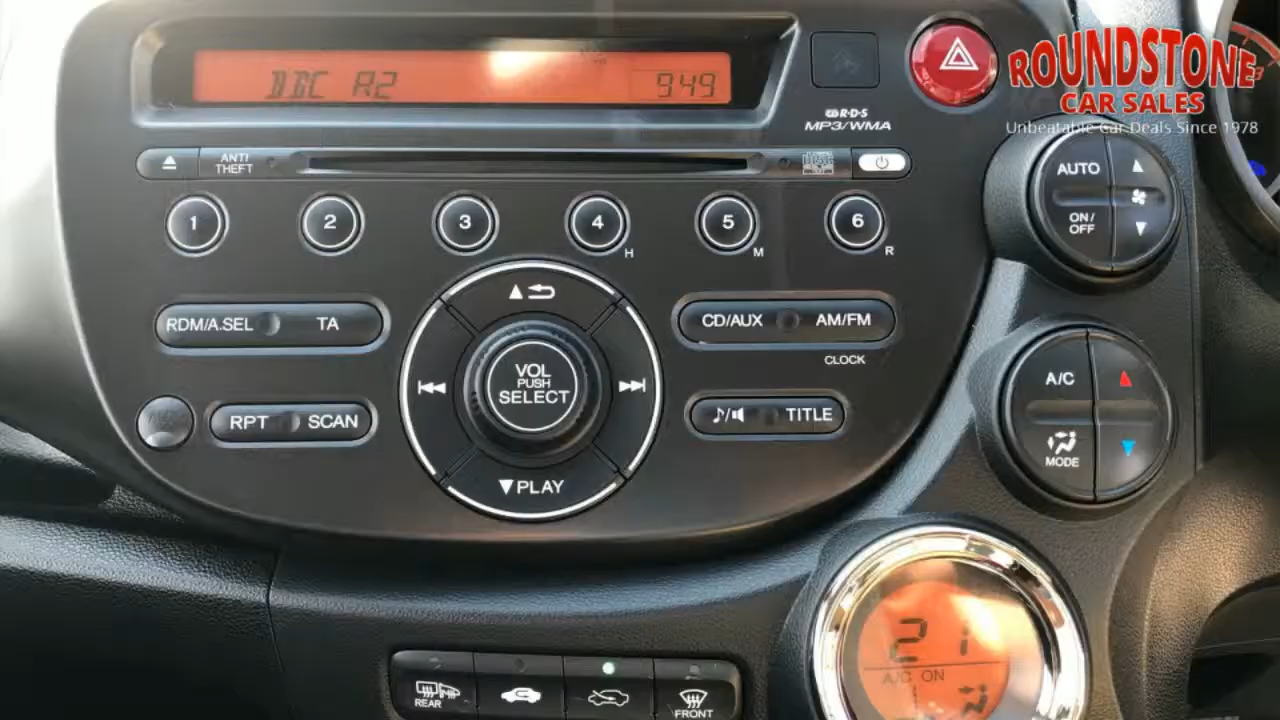 ROUNDSTONE
CAR SALES
Unbeatable Car Deals Since 1978
BBC R2 949
R·D·S
MP3/WMA
ANTI THEFT
1 2 3 4 5 6
H M R
RDM/A.SEL TA
CD/AUX AM/FM
CLOCK
VOL
PUSH
SELECT
RPT SCAN
TITLE
PLAY
AUTO
ON/
OFF
A/C
MODE
21
A/C ON
REAR
FRONT